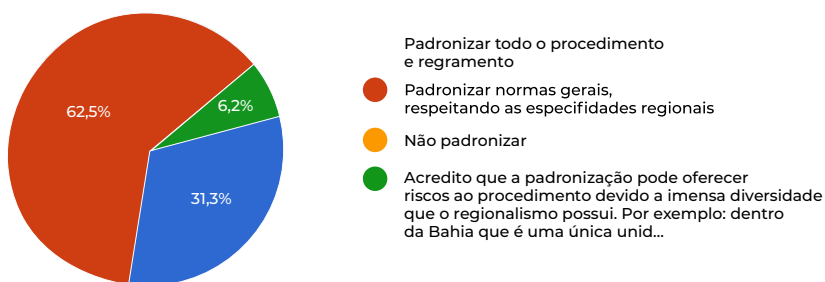 Padronizar todo o procedimento
e regramento
62,5%
6,2%
31,3%
Padronizar normas gerais,
respeitando as especifidades regionais
Não padronizar
Acredito que a padronização pode oferecer
riscos ao procedimento devido a imensa diversidade
que o regionalismo possui. Por exemplo: dentro
da Bahia que é uma única unid...